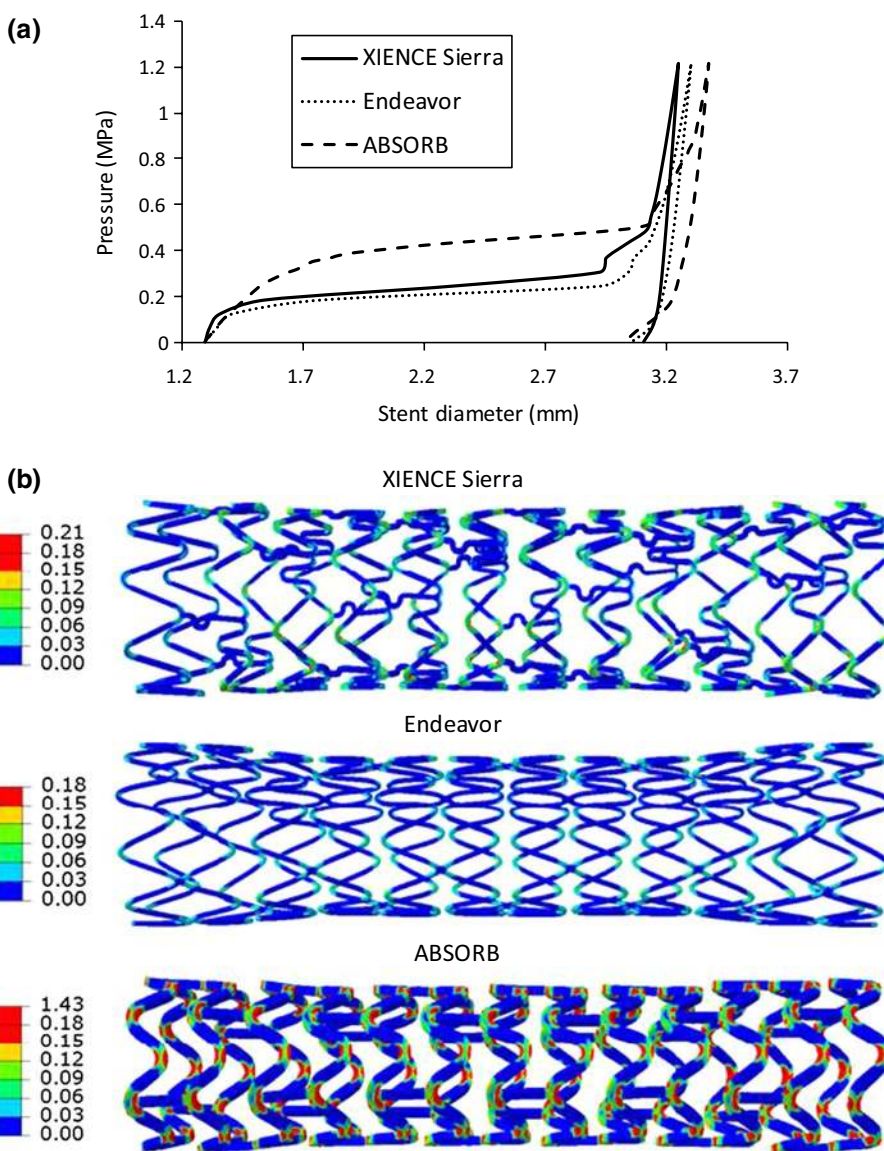 (a)
1.4
1.2
1
0.8
0.6
0.4
0.2
0
Pressure (MPa)
XIENCE Sierra
Endeavor
ABSORB
1.2 1.7 2.2 2.7 3.2 3.7
Stent diameter (mm)
(b)
XIENCE Sierra
0.21
0.18
0.15
0.12
0.09
0.06
0.03
0.00
Endeavor
0.18
0.15
0.12
0.09
0.06
0.03
0.00
ABSORB
1.43
0.18
0.15
0.12
0.09
0.06
0.03
0.00